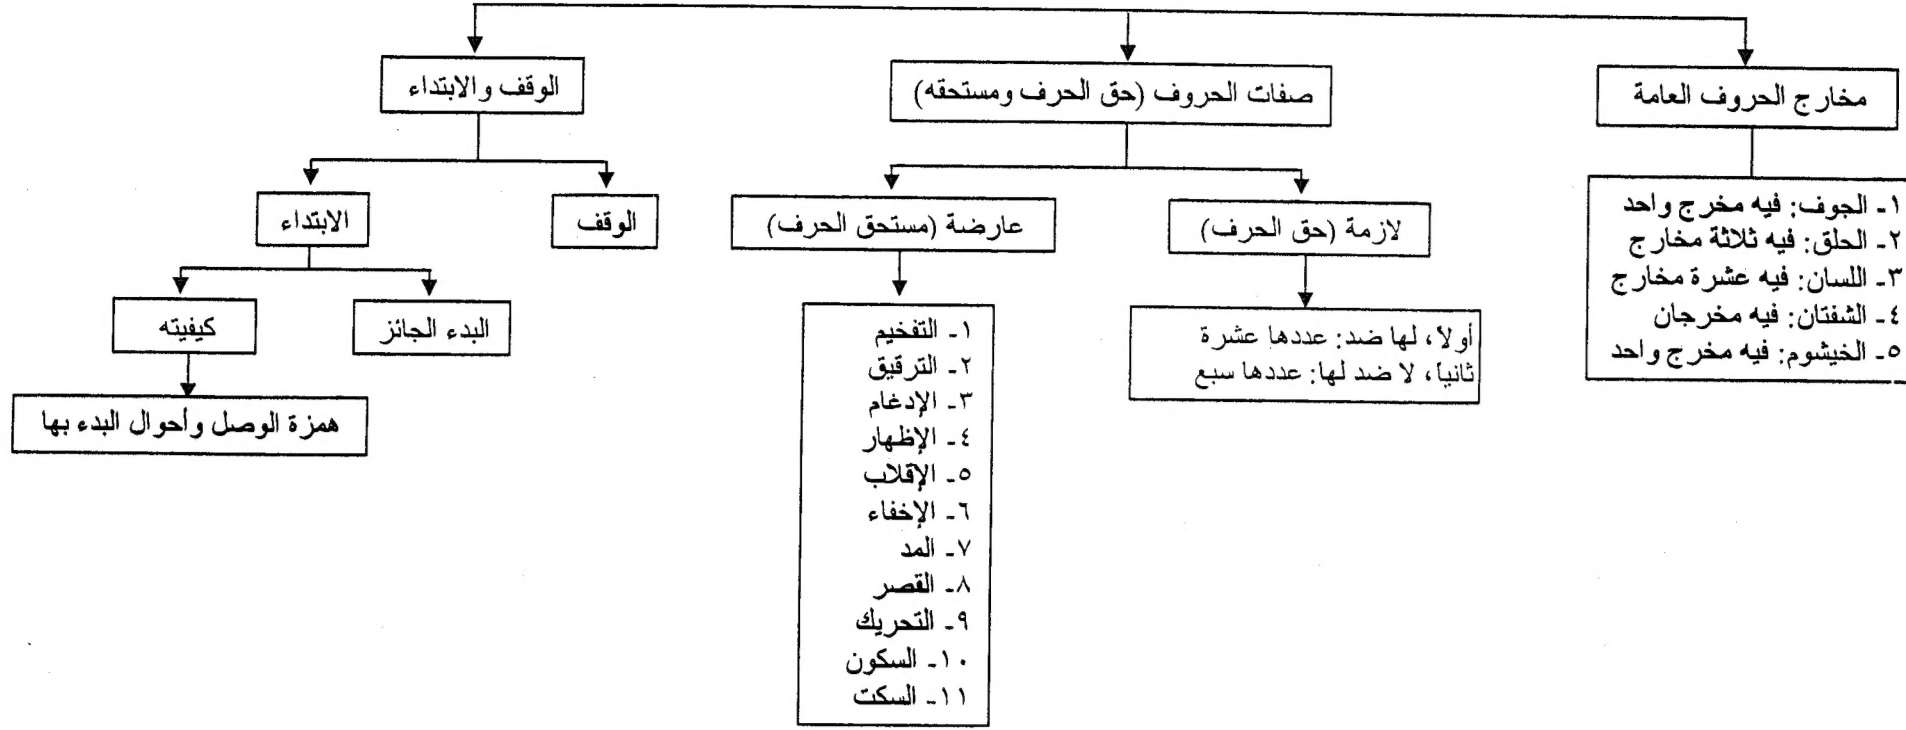 مخارج الحروف العامة
١- الجوف: فيه مخرج واحد
٢- الحلق: فيه ثلاثة مخارج
٣- اللسان: فيه عشرة مخارج
٤- الشفتان: فيه مخرجان
٥- الخيشوم: فيه مخرج واحد
صفات الحروف (حق الحرف ومستحقه)
لازمة (حق الحرف)
أولاً، لها ضد: عددها عشرة
ثانياً، لا ضد لها: عددها سبع
عارضة (مستحق الحرف)
١- التفخيم
٢- الترقيق
٣- الإدغام
٤- الإظهار
٥- الإقلاب
٦- الإخفاء
٧- المد
٨- القصر
٩- التحريك
١٠- السكون
١١- السكت
الوقف والابتداء
الوقف
الابتداء
البدء الجائز
كيفيته
همزة الوصل وأحوال البدء بها